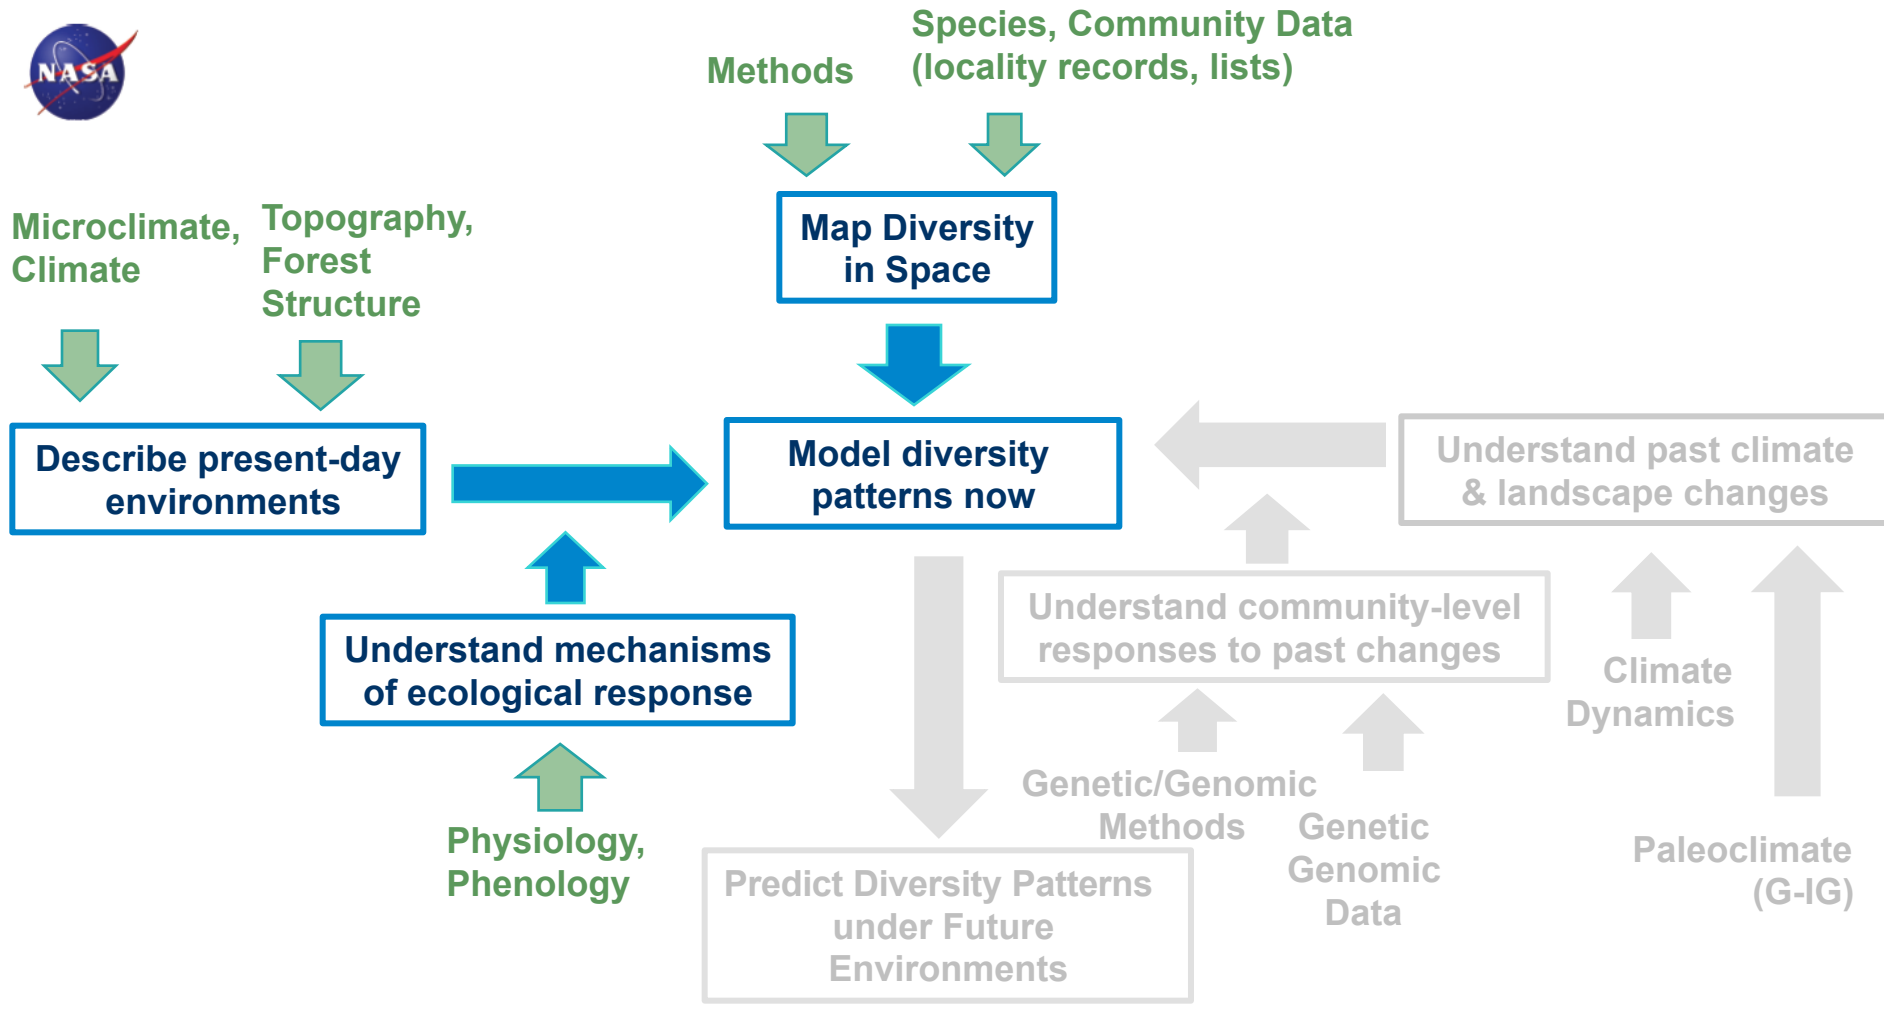 NASA
Species, Community Data
(locality records, lists)
Methods
Microclimate,
Climate
Topography,
Forest
Structure
Map Diversity
in Space
Describe present-day
environments
Model diversity
patterns now
Understand past climate
& landscape changes
Understand mechanisms
of ecological response
Understand community-level
responses to past changes
Climate
Dynamics
Physiology,
Phenology
Genetic/Genomic
Methods
Genetic
Genomic
Data
Paleoclimate
(G-IG)
Predict Diversity Patterns
under Future
Environments